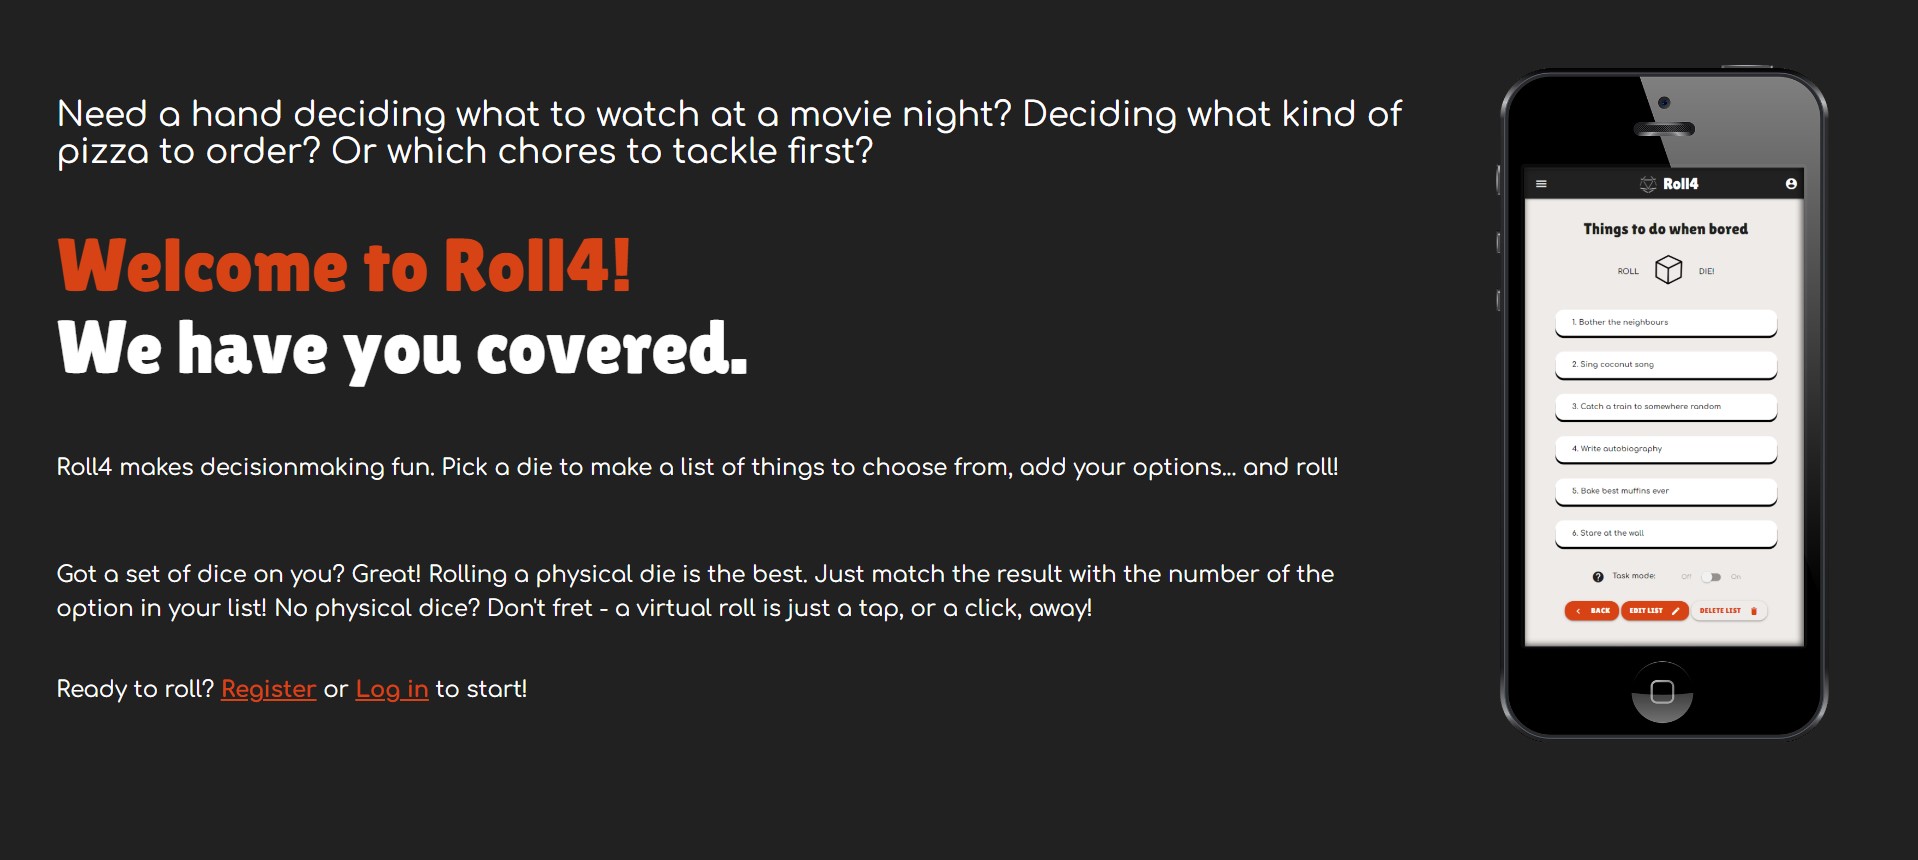 Need a hand deciding what to watch at a movie night? Deciding what kind of
pizza to order? Or which chores to tackle first?
Welcome to Roll4!
We have you covered.
Roll4 makes decisionmaking fun. Pick a die to make a list of things to choose from, add your options... and roll!
Got a set of dice on you? Great! Rolling a physical die is the best. Just match the result with the number of the
option in your list! No physical dice? Don't fret - a virtual roll is just a tap, or a click, away!
Ready to roll? Register or Log in to start!
Roll4
Things to do when bored
ROLL DIE!
1. Bother the neighbours
2. Sing coconut song
3. Catch a train to somewhere random
4. Write autobiography
5. Bake best muffins ever
6. Stare at the wall
? Task mode: Off On
BACK EDIT LIST DELETE LIST